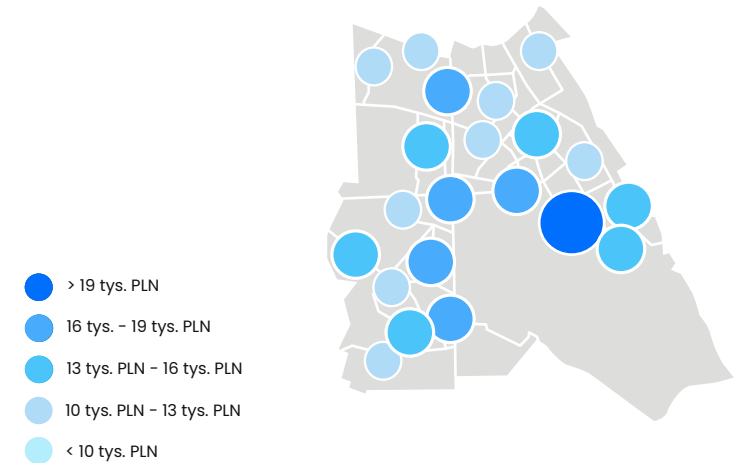 > 19 tys. PLN
16 tys. - 19 tys. PLN
13 tys. PLN - 16 tys. PLN
10 tys. PLN - 13 tys. PLN
< 10 tys. PLN